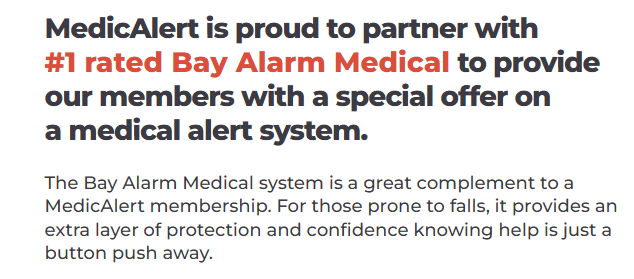 MedicAlert is proud to partner with
#1 rated Bay Alarm Medical to provide
our members with a special offer on
a medical alert system.
The Bay Alarm Medical system is a great complement to a
MedicAlert membership. For those prone to falls, it provides an
extra layer of protection and confidence knowing help is just a
button push away.